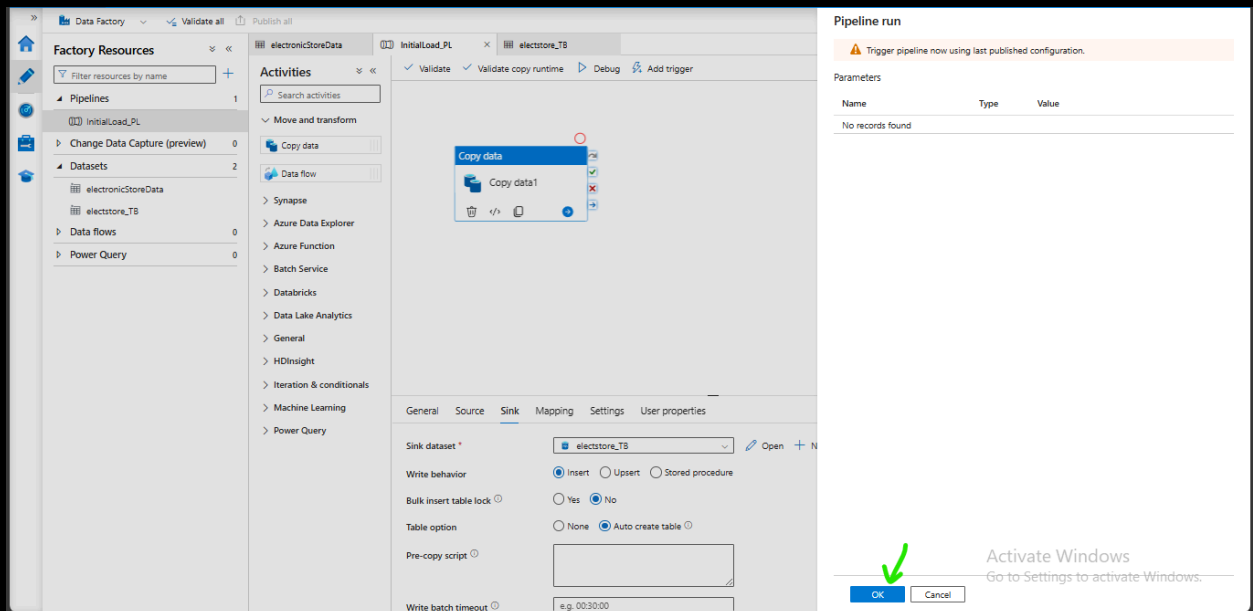 Data Factory
Validate all
Publish all
Factory Resources
Filter resources by name
Pipelines 1
InitialLoad_PL
Change Data Capture (preview) 0
Datasets 2
electronicStoreData
electstore_TB
Data flows 0
Power Query 0
electronicStoreData
InitialLoad_PL
electstore_TB
Activities
Search activities
Move and transform
Copy data
Data flow
Synapse
Azure Data Explorer
Azure Function
Batch Service
Databricks
Data Lake Analytics
General
HDInsight
Iteration & conditionals
Machine Learning
Power Query
Validate Validate copy runtime Debug Add trigger
Copy data
Copy data1
General Source Sink Mapping Settings User properties
Sink dataset * electstore_TB Open N
Write behavior Insert Upsert Stored procedure
Bulk insert table lock Yes No
Table option None Auto create table
Pre-copy script
Write batch timeout e.g. 00:30:00
Pipeline run
Trigger pipeline now using last published configuration.
Parameters
Name Type Value
No records found
Activate Windows
Go to Settings to activate Windows.
OK Cancel